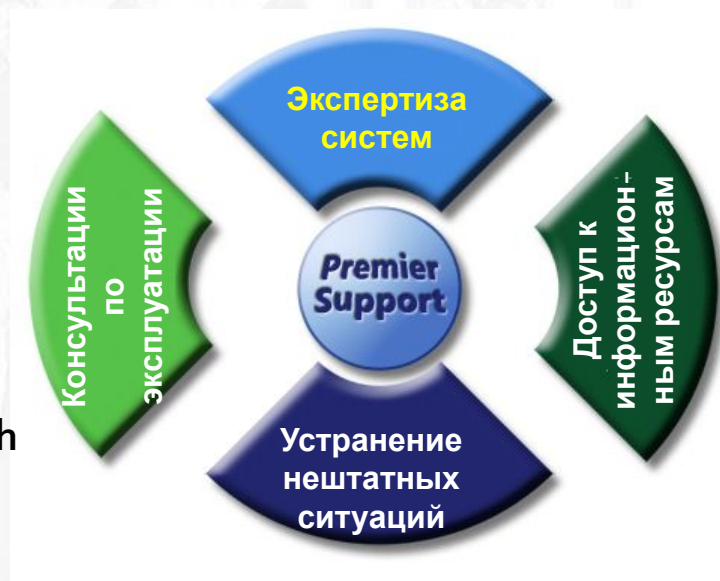 Экспертиза
систем
Консультации
по
эксплуатации
Premier
Support
Доступ к
информацион-
ным ресурсам
h
Устранение
нештатных
ситуаций